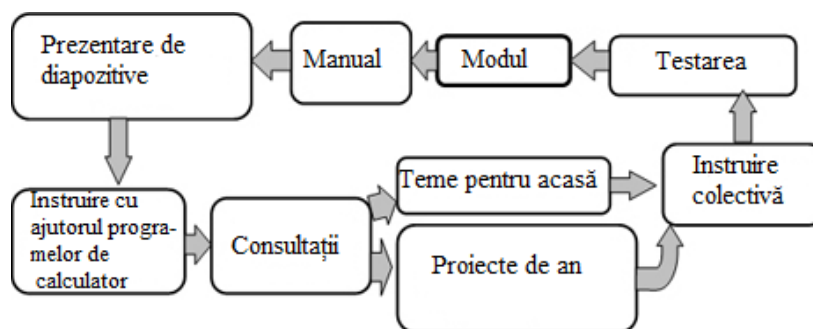 Prezentare de
diapozitive
Manual
Modul
Testarea
Instruire cu
ajutorul progra-
melor de
calculator
Consultații
Teme pentru acasă
Proiecte de an
Instruire
colectivă